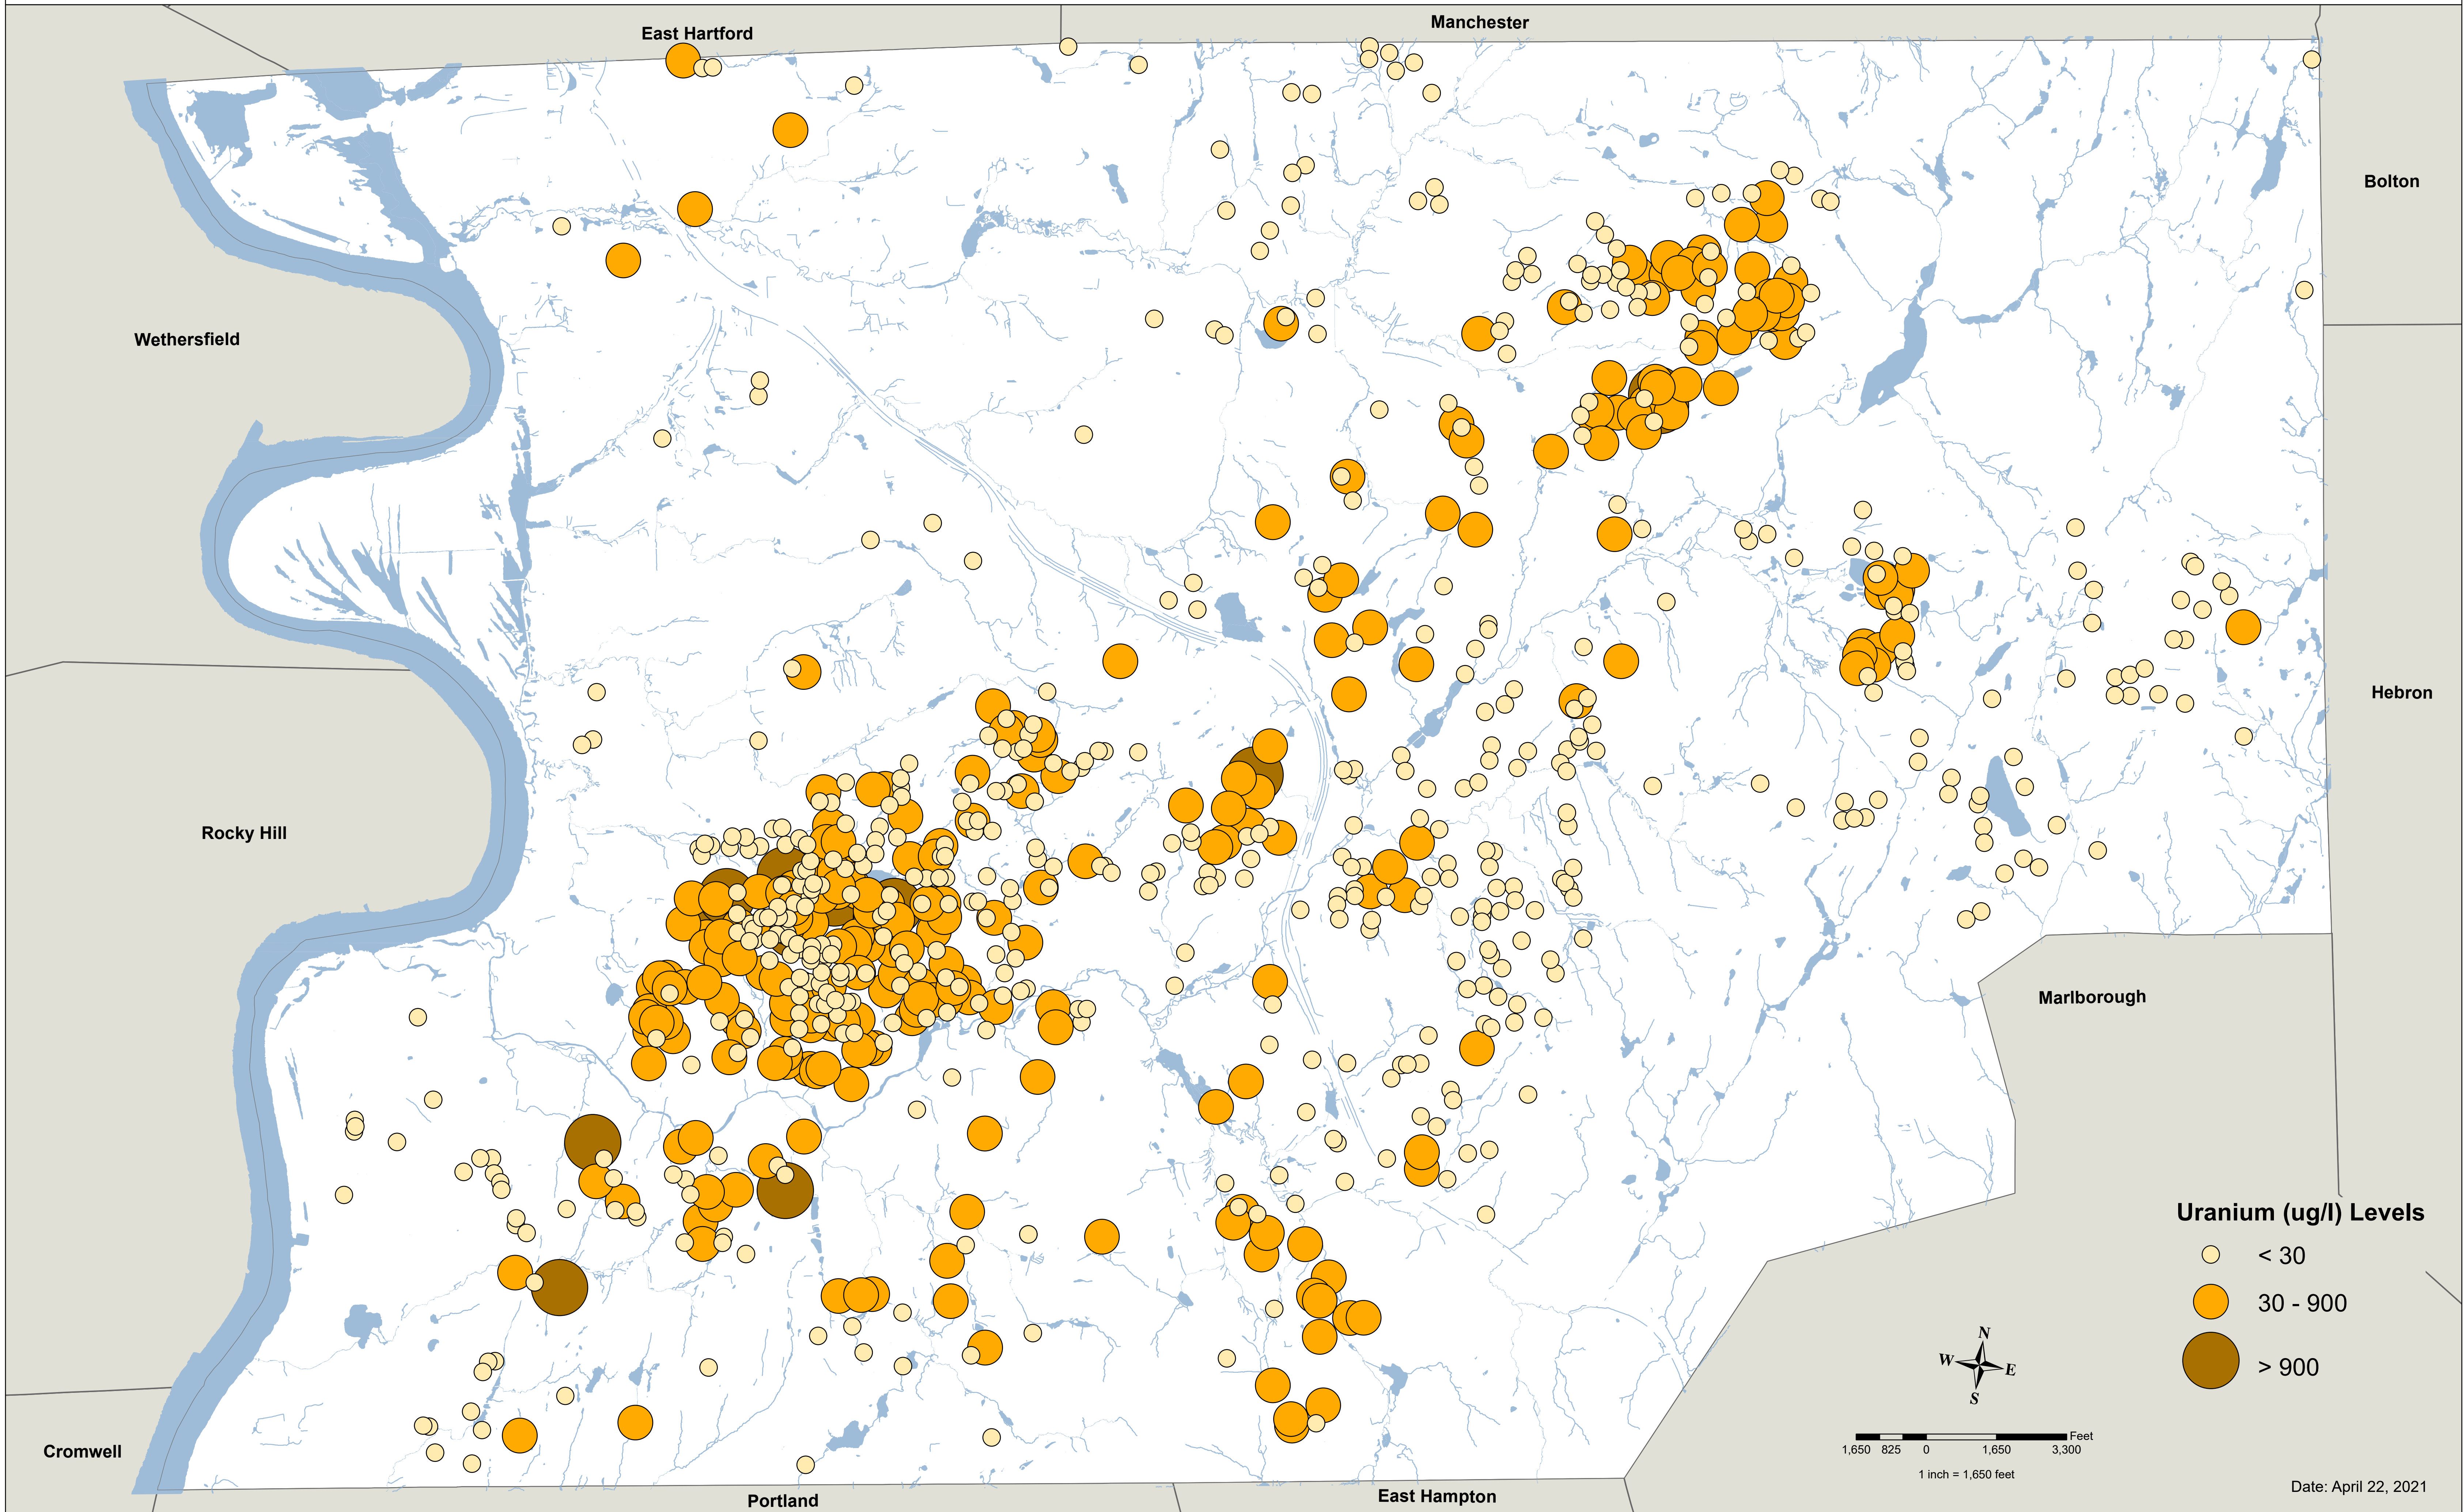 Manchester
East Hartford
Bolton
Wethersfield
Hebron
Rocky Hill
Marlborough
Uranium (ug/l) Levels
< 30
30 - 900
> 900
N
W E
S
Feet
1,650 825 0 1,650 3,300
1 inch = 1,650 feet
Cromwell
Date: April 22, 2021
East Hampton
Portland